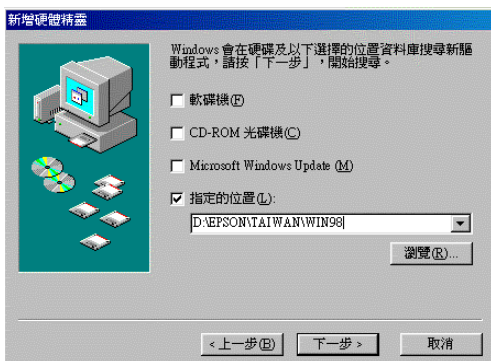 新增硬體精靈
Windows 會在硬碟及以下選擇的位置資料庫搜尋新驅
動程式，請按「下一步」，開始搜尋。
軟碟機(F)
CD-ROM 光碟機(C)
Microsoft Windows Update (M)
指定的位置(L):
D:\EPSON\TAIWAN\WIN98
瀏覽(R)...
<上一步(B)
下一步 >
取消